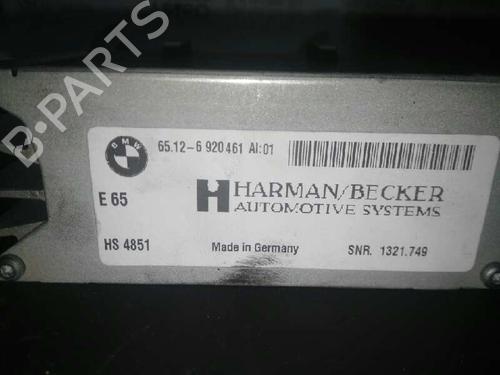 BMW
65.12-6 920461 AI:01
E 65
HARMAN/BECKER
AUTOMOTIVE SYSTEMS
HS 4851
Made in Germany
SNR. 1321.749
B-PARTS